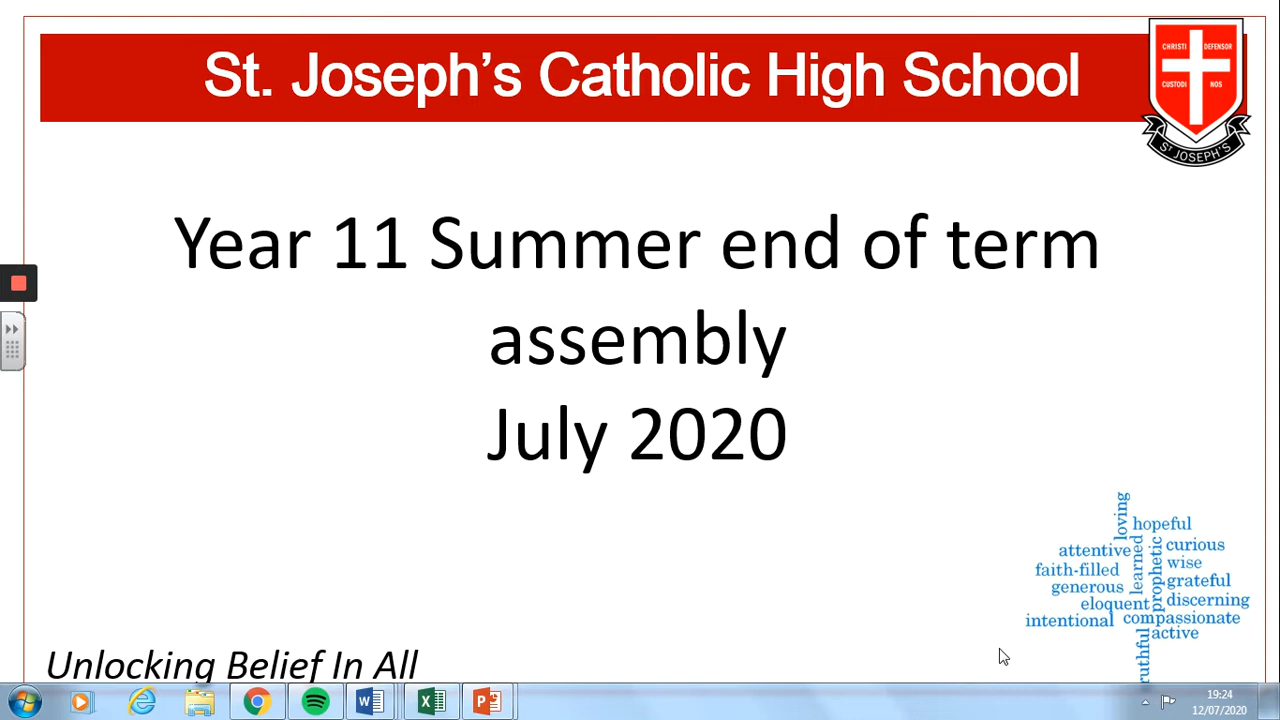 St. Joseph's Catholic High School
CHRISTI DEFENSOR
CUSTODI NOS
ST JOSEPH'S
Year 11 Summer end of term
assembly
July 2020
loving
hopeful
attentive
learned
prophetic
curious
faith-filled
wise
generous
grateful
eloquent
discerning
intentional
compassionate
active
ruthful
Unlocking Belief In All
19:24
12/07/2020